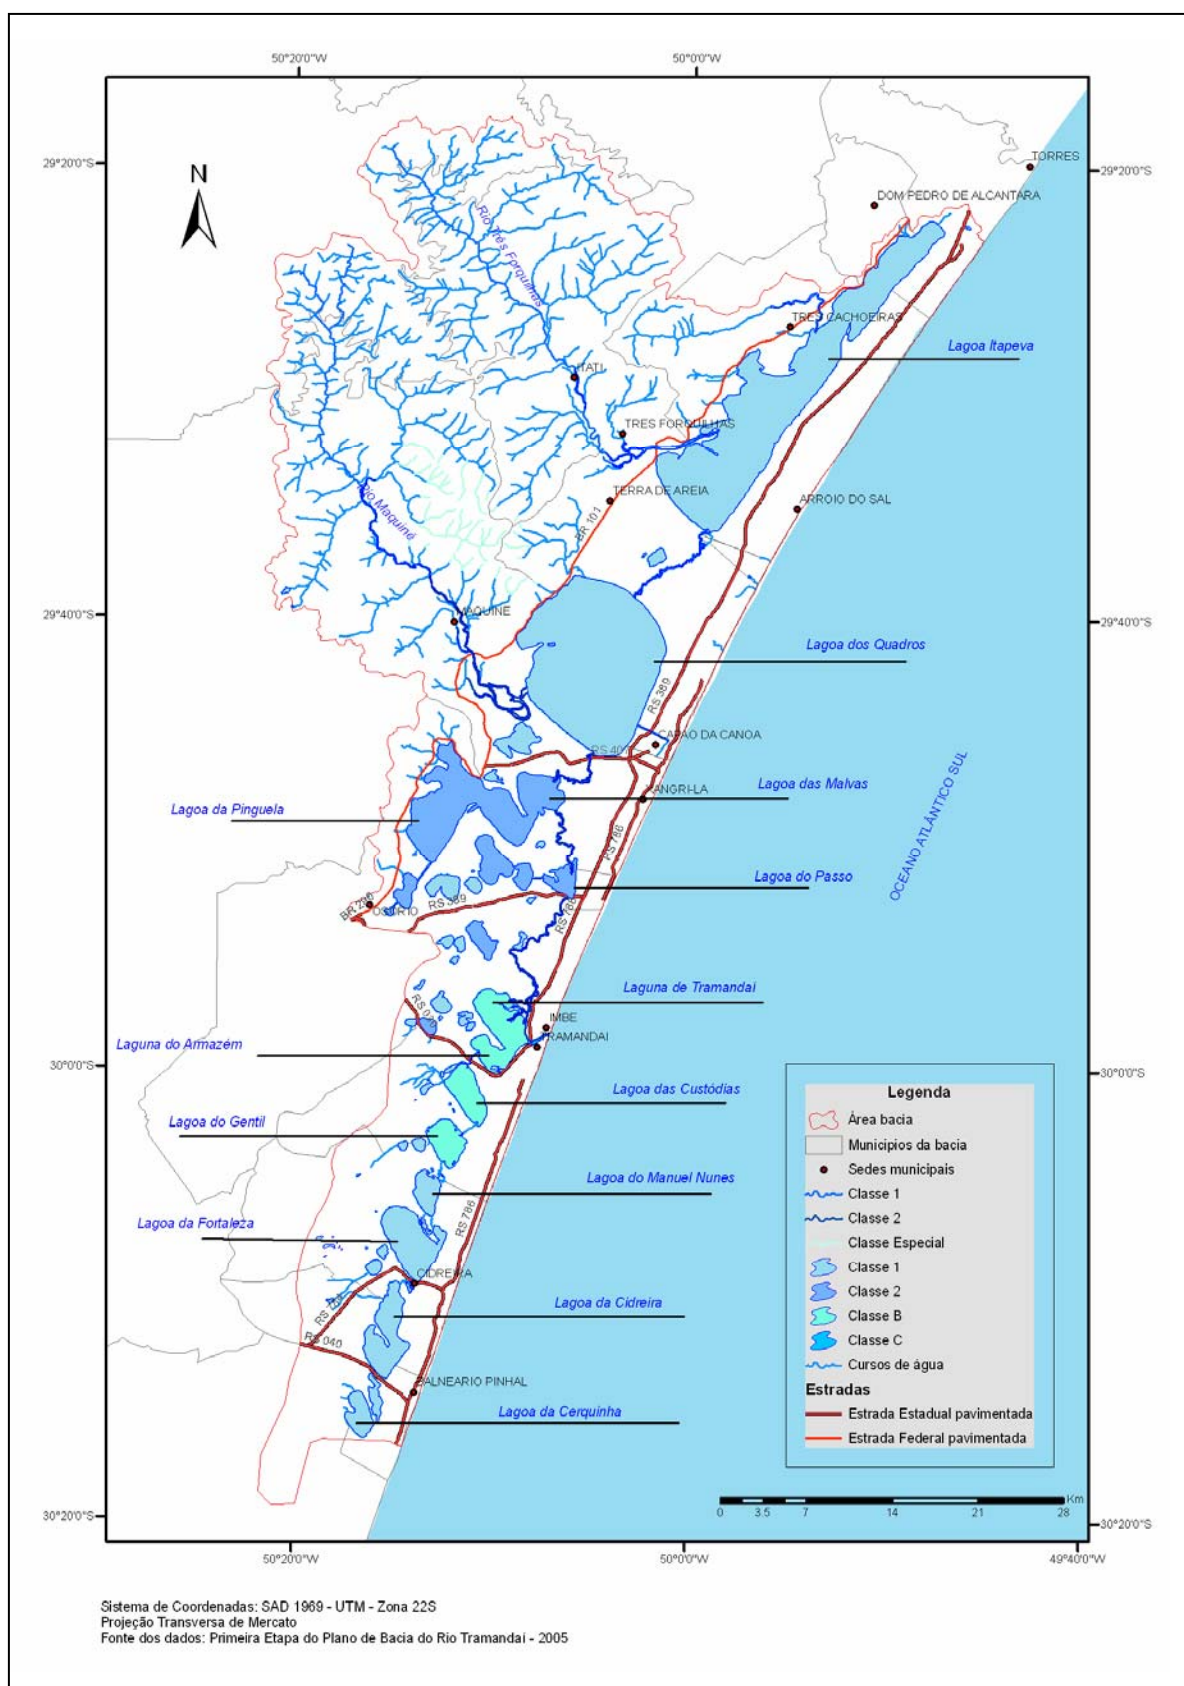 50°20'0"W
50°0'0"W
29°20'0"S
29°20'0"S
N
TORRES
DOM PEDRO DE ALCANTARA
Rio Três Forquilhas
TRES CACHOEIRAS
Lagoa Itapeva
ITATI
TRES FORQUILHAS
Rio Maquiné
TERRA DE AREIA
ARROIO DO SAL
BR 101
29°40'0"S
29°40'0"S
MAQUINE
Lagoa dos Quadros
RS 389
CAPAO DA CANOA
RS 407
OCEANO ATLÂNTICO SUL
Lagoa das Malvas
XANGRI-LA
Lagoa da Pinguela
RS 786
Lagoa do Passo
BR 290
OSORIO
RS 389
RS 786
Laguna de Tramandaí
RS 030
IMBE
TRAMANDAI
Laguna do Armazém
30°0'0"S
30°0'0"S
Lagoa das Custódias
Lagoa do Gentil
Lagoa do Manuel Nunes
RS 786
Lagoa da Fortaleza
CIDREIRA
Lagoa da Cidreira
RS 040
BALNEARIO PINHAL
Lagoa da Cerquinha
Legenda
Área bacia
Municipios da bacia
Sedes municipais
Classe 1
Classe 2
Classe Especial
Classe 1
Classe 2
Classe B
Classe C
Cursos de água
Estradas
Estrada Estadual pavimentada
Estrada Federal pavimentada
Km
0 3.5 7 14 21 28
30°20'0"S
30°20'0"S
50°20'0"W
50°0'0"W
49°40'0"W
Sistema de Coordenadas: SAD 1969 - UTM - Zona 22S
Projeção Transversa de Mercato
Fonte dos dados: Primeira Etapa do Plano de Bacia do Rio Tramandaí - 2005